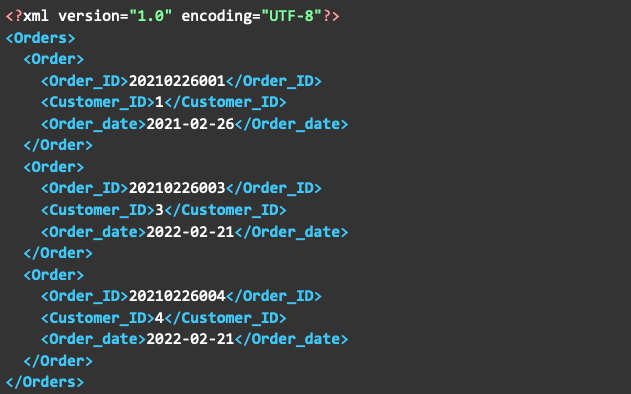 <?xml version="1.0" encoding="UTF-8"?>
<Orders>
  <Order>
    <Order_ID>20210226001</Order_ID>
    <Customer_ID>1</Customer_ID>
    <Order_date>2021-02-26</Order_date>
  </Order>
  <Order>
    <Order_ID>20210226003</Order_ID>
    <Customer_ID>3</Customer_ID>
    <Order_date>2022-02-21</Order_date>
  </Order>
  <Order>
    <Order_ID>20210226004</Order_ID>
    <Customer_ID>4</Customer_ID>
    <Order_date>2022-02-21</Order_date>
  </Order>
</Orders>